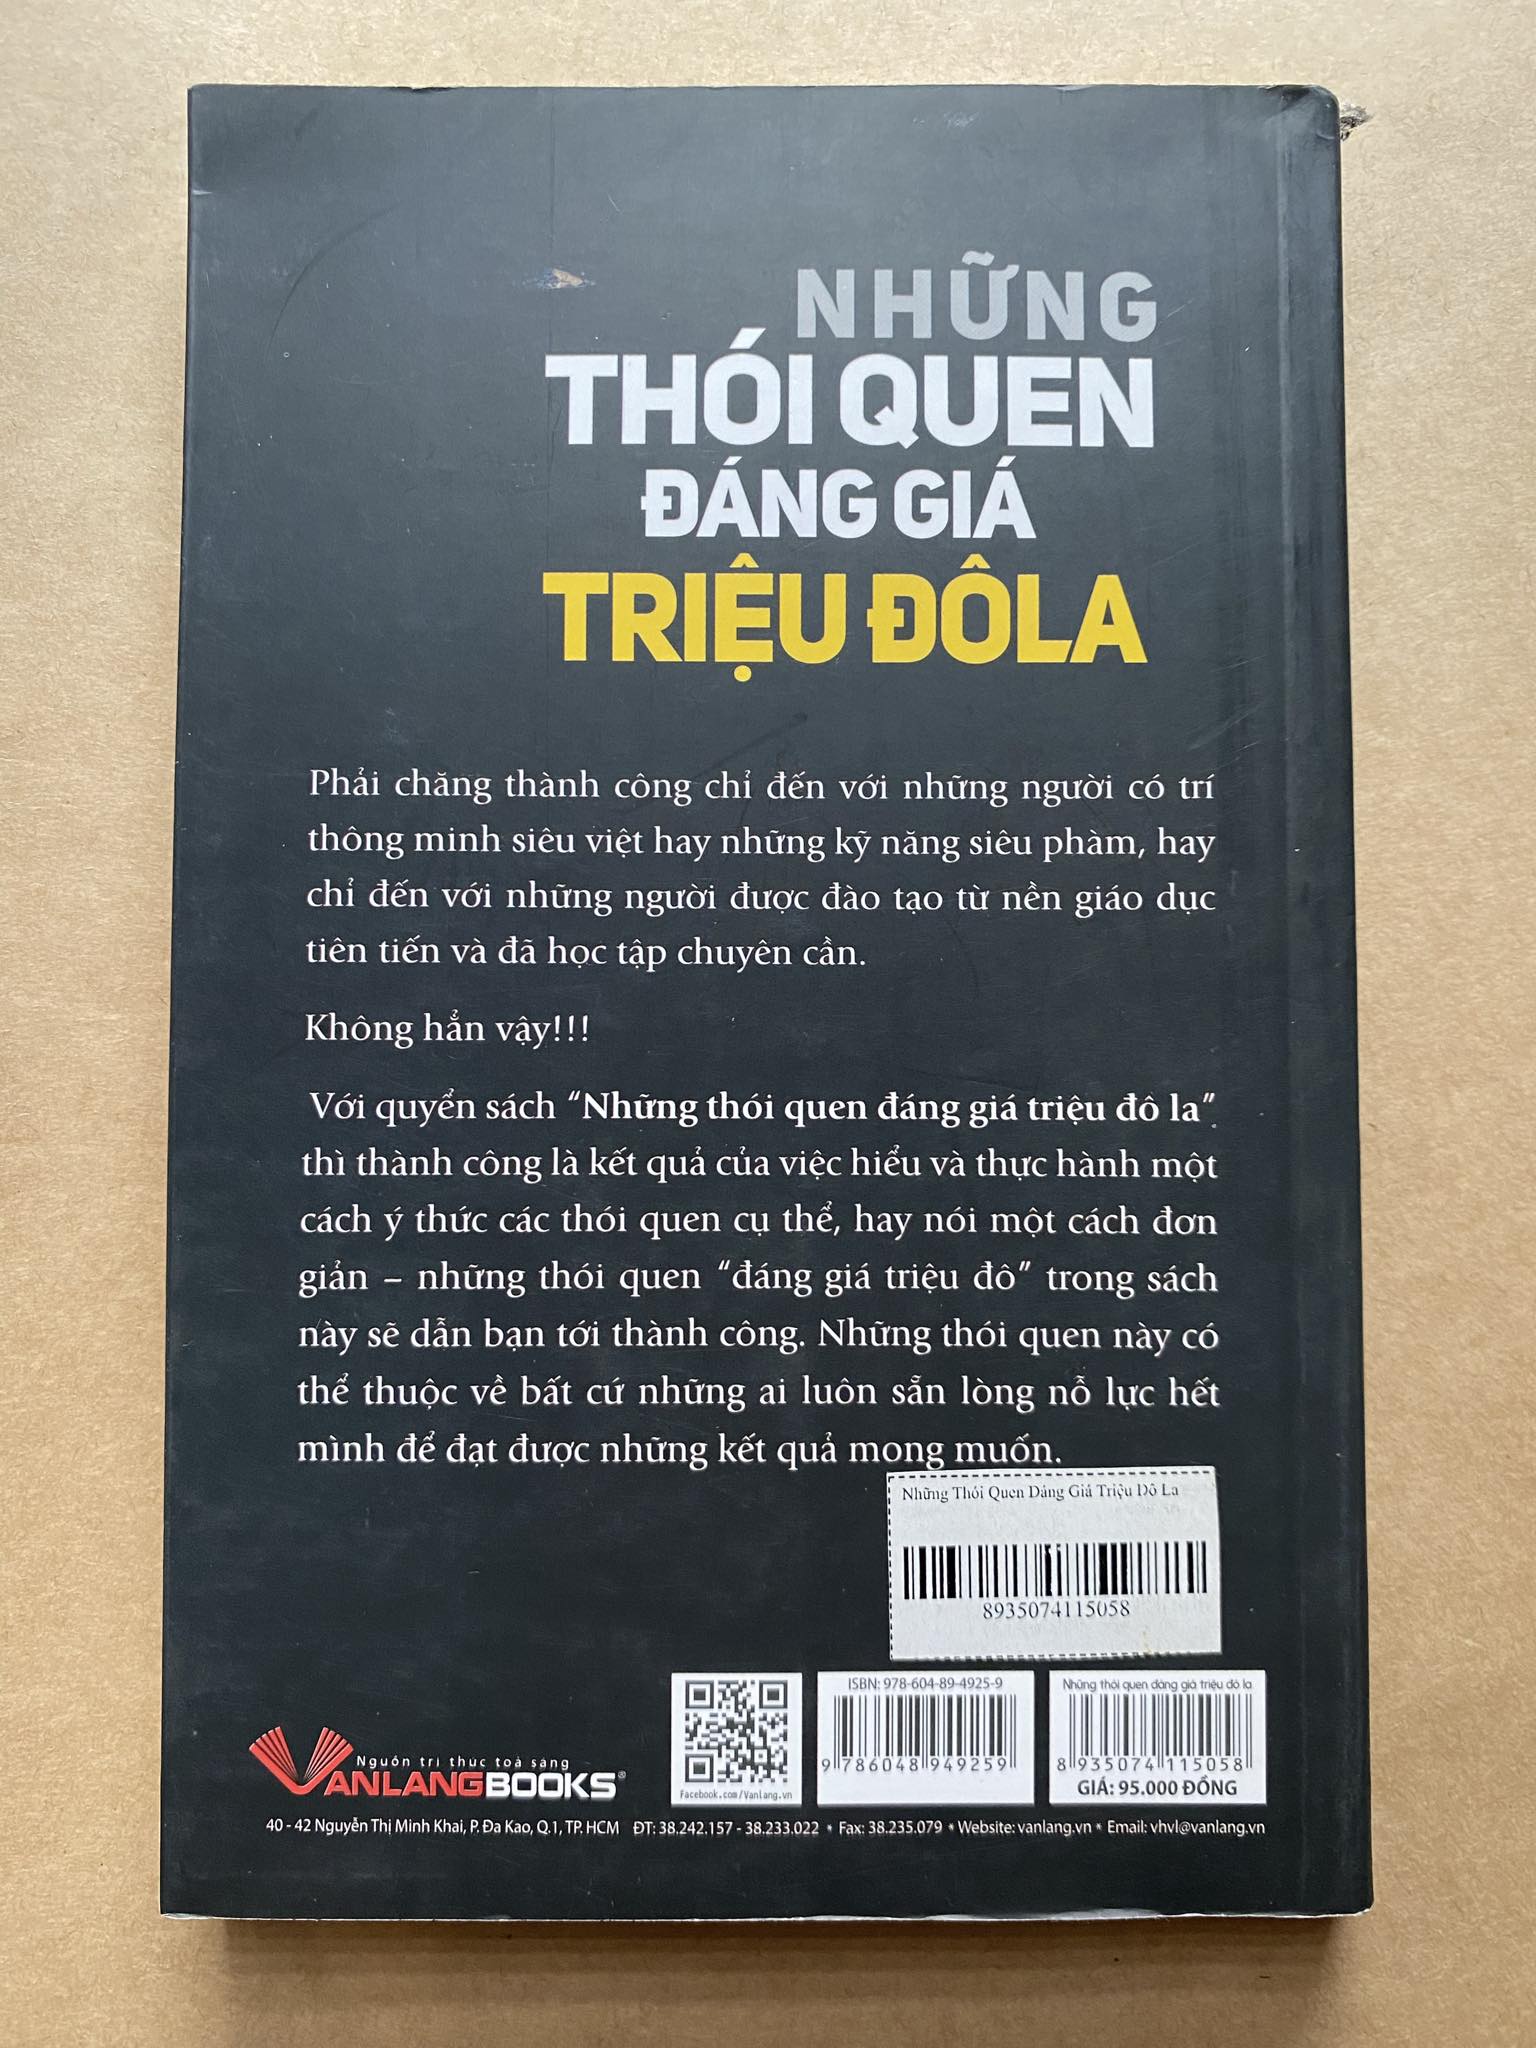 NHỮNG
THÓI QUEN
ĐÁNG GIÁ
TRIỆU ĐÔLA
Phải chăng thành công chỉ đến với những người có trí
thông minh siêu việt hay những kỹ năng siêu phàm, hay
chỉ đến với những người được đào tạo từ nền giáo dục
tiên tiến và đã học tập chuyên cần.
Không hẳn vậy!!!
Với quyển sách “Những thói quen đáng giá triệu đô la”
thì thành công là kết quả của việc hiểu và thực hành một
cách ý thức các thói quen cụ thể, hay nói một cách đơn
giản – những thói quen “đáng giá triệu đô” trong sách
này sẽ dẫn bạn tới thành công. Những thói quen này có
thể thuộc về bất cứ những ai luôn sẵn lòng nỗ lực hết
mình để đạt được những kết quả mong muốn.
Những Thói Quen Dáng Giá Triệu Dô La
8935074115058
Nguồn tri thức toả sáng
VANLANGBOOKS®
Facebook.com/Vanlang.vn
ISBN: 978-604-89-4925-9
9 786048 949259
Những thói quen đáng giá triệu đô la
8 935074 115058
GIÁ: 95.000 ĐỒNG
40 - 42 Nguyễn Thị Minh Khai, P. Đa Kao, Q.1, TP. HCM ĐT: 38.242.157 - 38.233.022 * Fax: 38.235.079 * Website: vanlang.vn * Email: vhvl@vanlang.vn